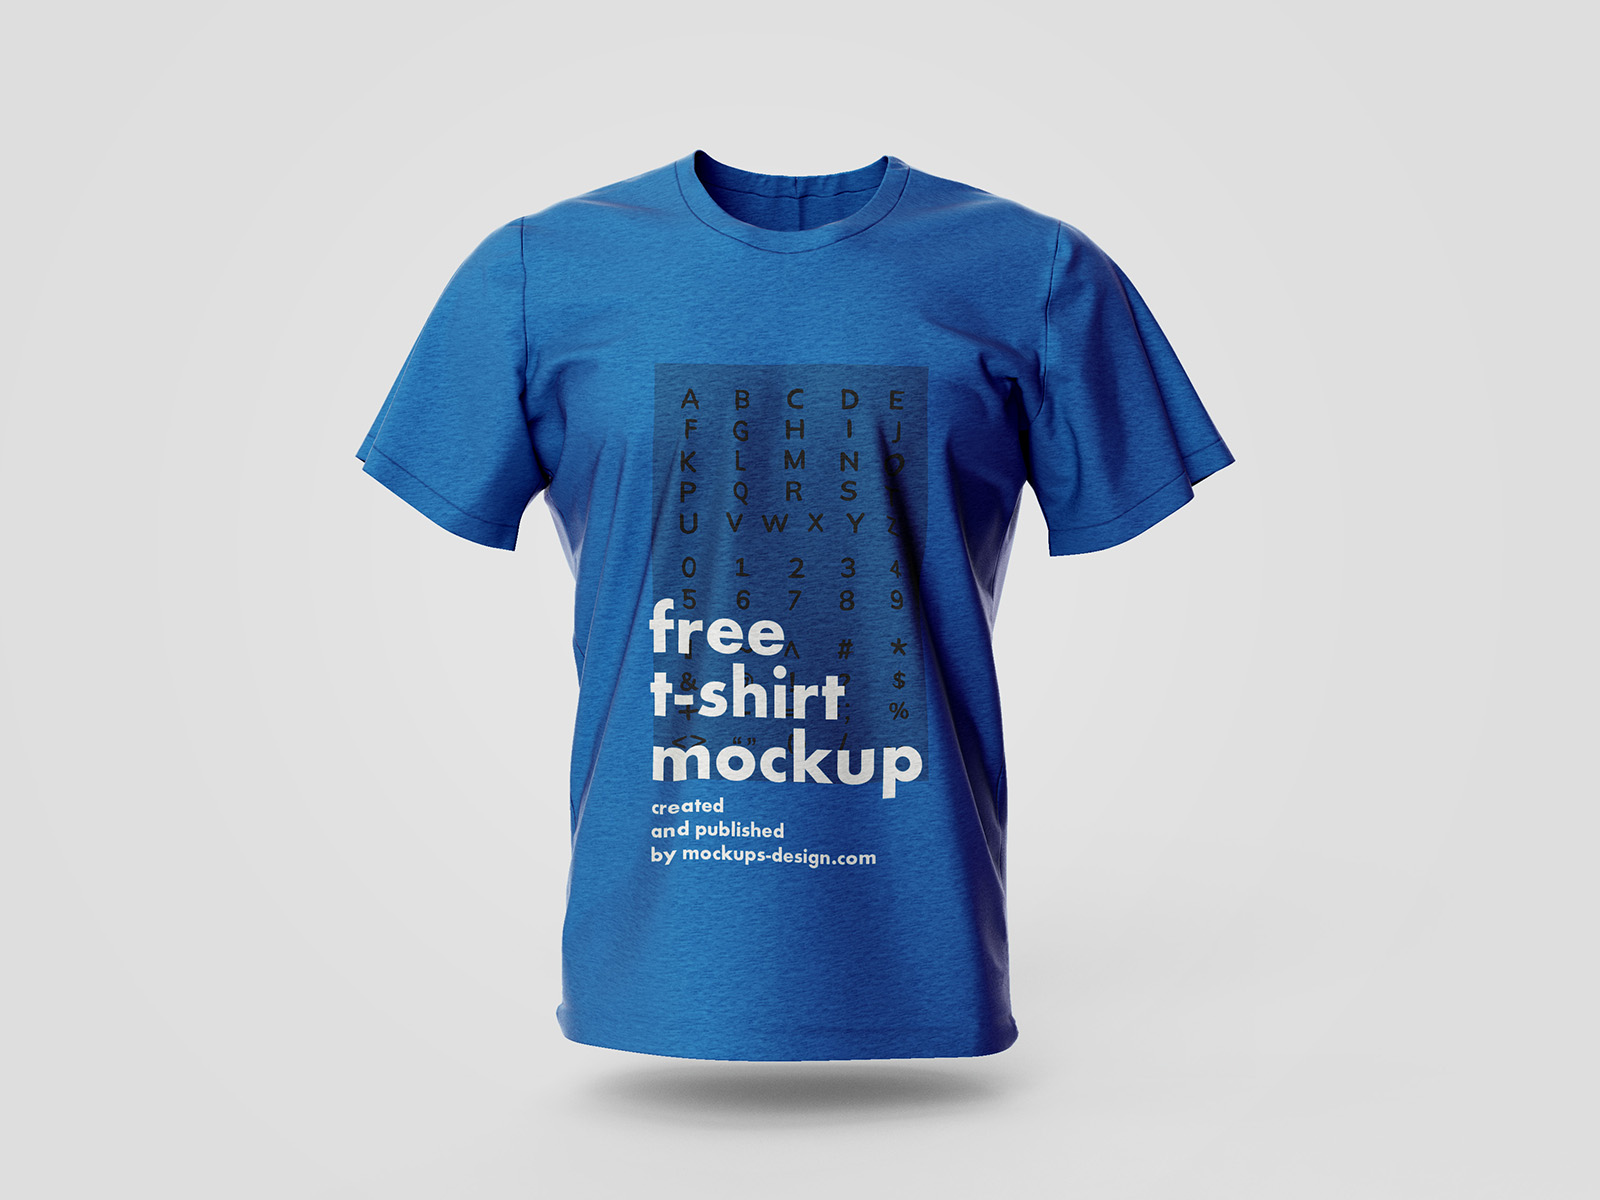 A B C D E
F G H I J
K L M N O
P Q R S
U V W X Y Z
0 1 2 3 4
5 6 7 8 9
free
^ # *
& $
t-shirt
+ ; %
<> “ ”
mockup
created
and published
by mockups-design.com